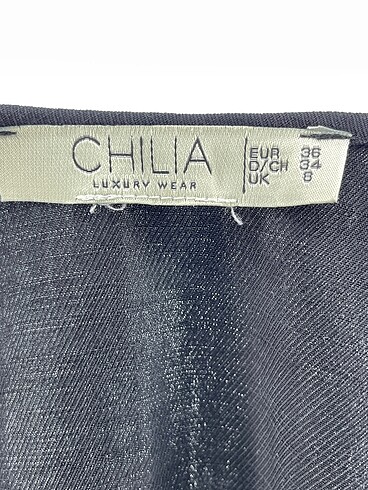 CHILIA
LUXURY WEAR
EUR 36
D/CH 34
UK 8